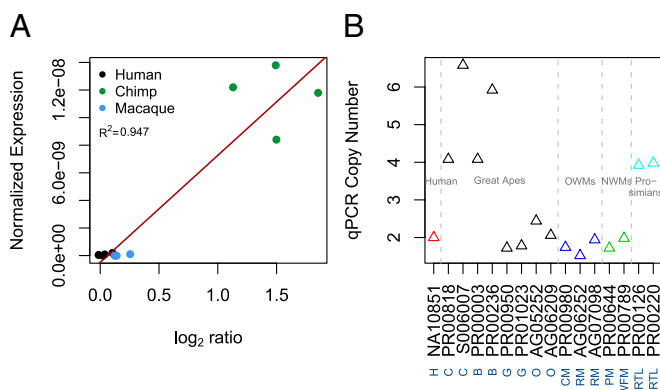 A
B
Normalized Expression
1.2e−08
6.0e−09
0.0e+00
Human
Chimp
Macaque
R²=0.947
0.0
0.5
1.0
1.5
log₂ ratio
qPCR Copy Number
6
5
4
3
2
Human
Great Apes
OWMs
NWMs
Pro-
simians
NA10851
PR00818
S006007
PR00003
PR00236
PR00950
PR01023
AG05252
AG06209
PR00980
AG06252
AG07098
PR00644
PR00789
PR00126
PR00220
H
C
C
B
B
G
G
O
O
CM
RM
RM
PM
WFM
RTL
RTL